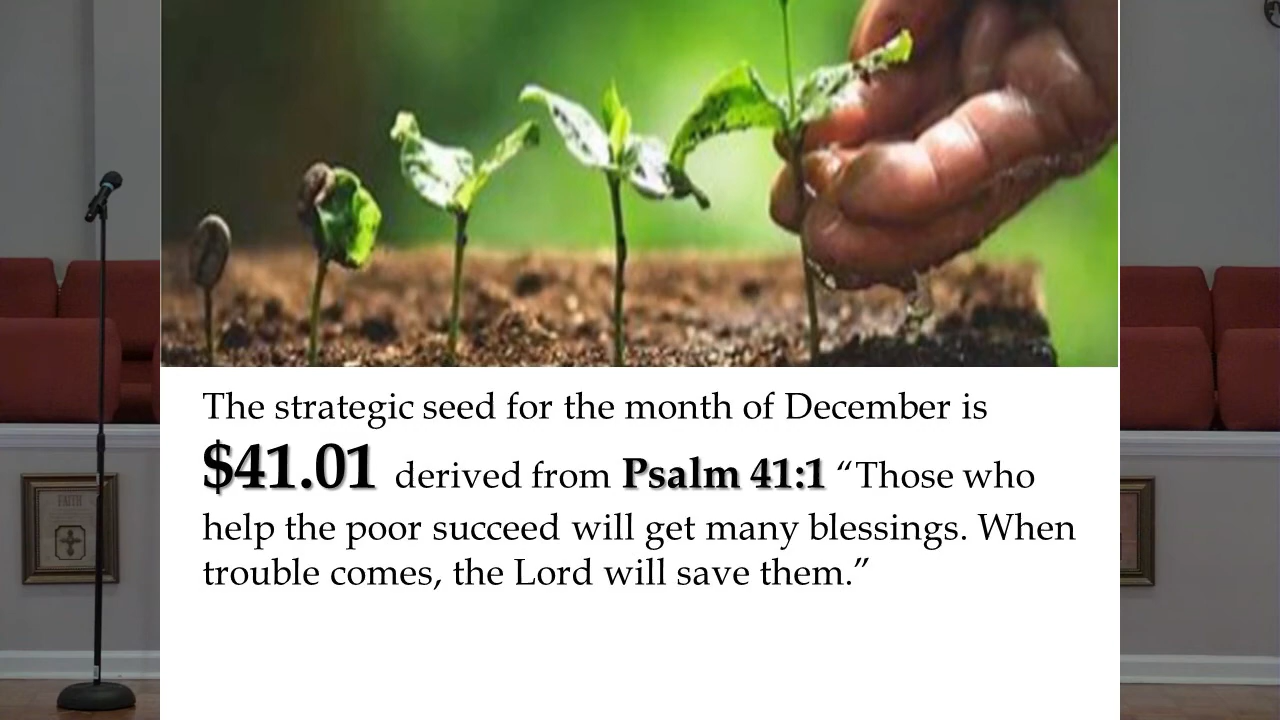 The strategic seed for the month of December is
$41.01 derived from Psalm 41:1 “Those who
help the poor succeed will get many blessings. When
trouble comes, the Lord will save them.”
FAITH